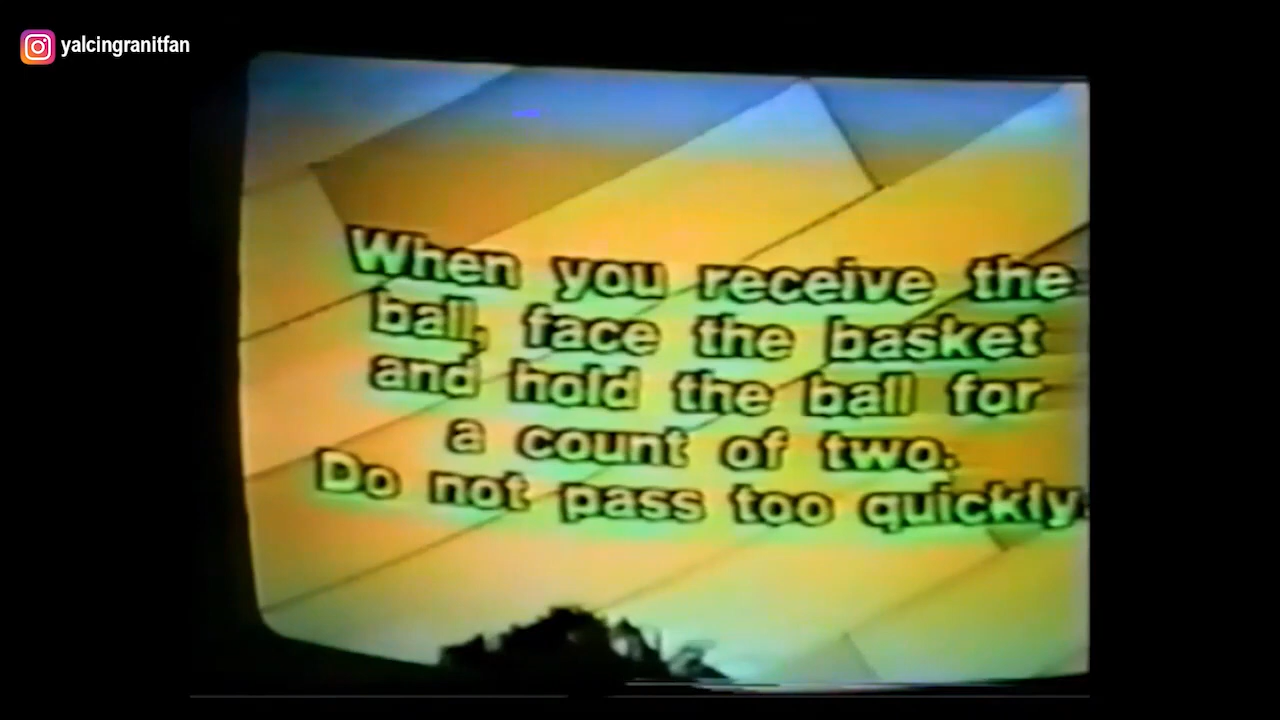 yalcingranitfan
When you receive the
ball, face the basket
and hold the ball for
a count of two.
Do not pass too quickly.